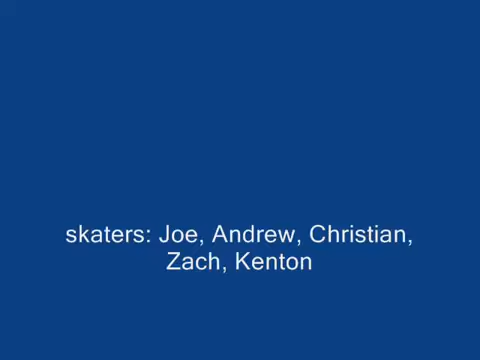 skaters: Joe, Andrew, Christian,
Zach, Kenton